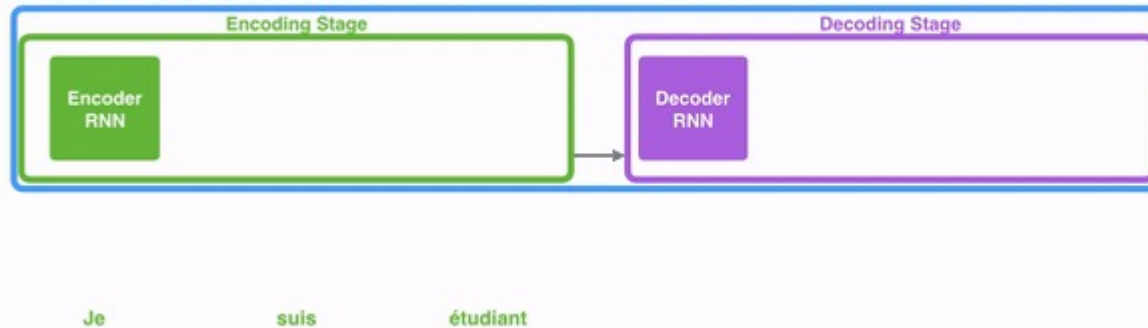 Encoding Stage
Decoding Stage
Encoder
RNN
Decoder
RNN
Je suis étudiant